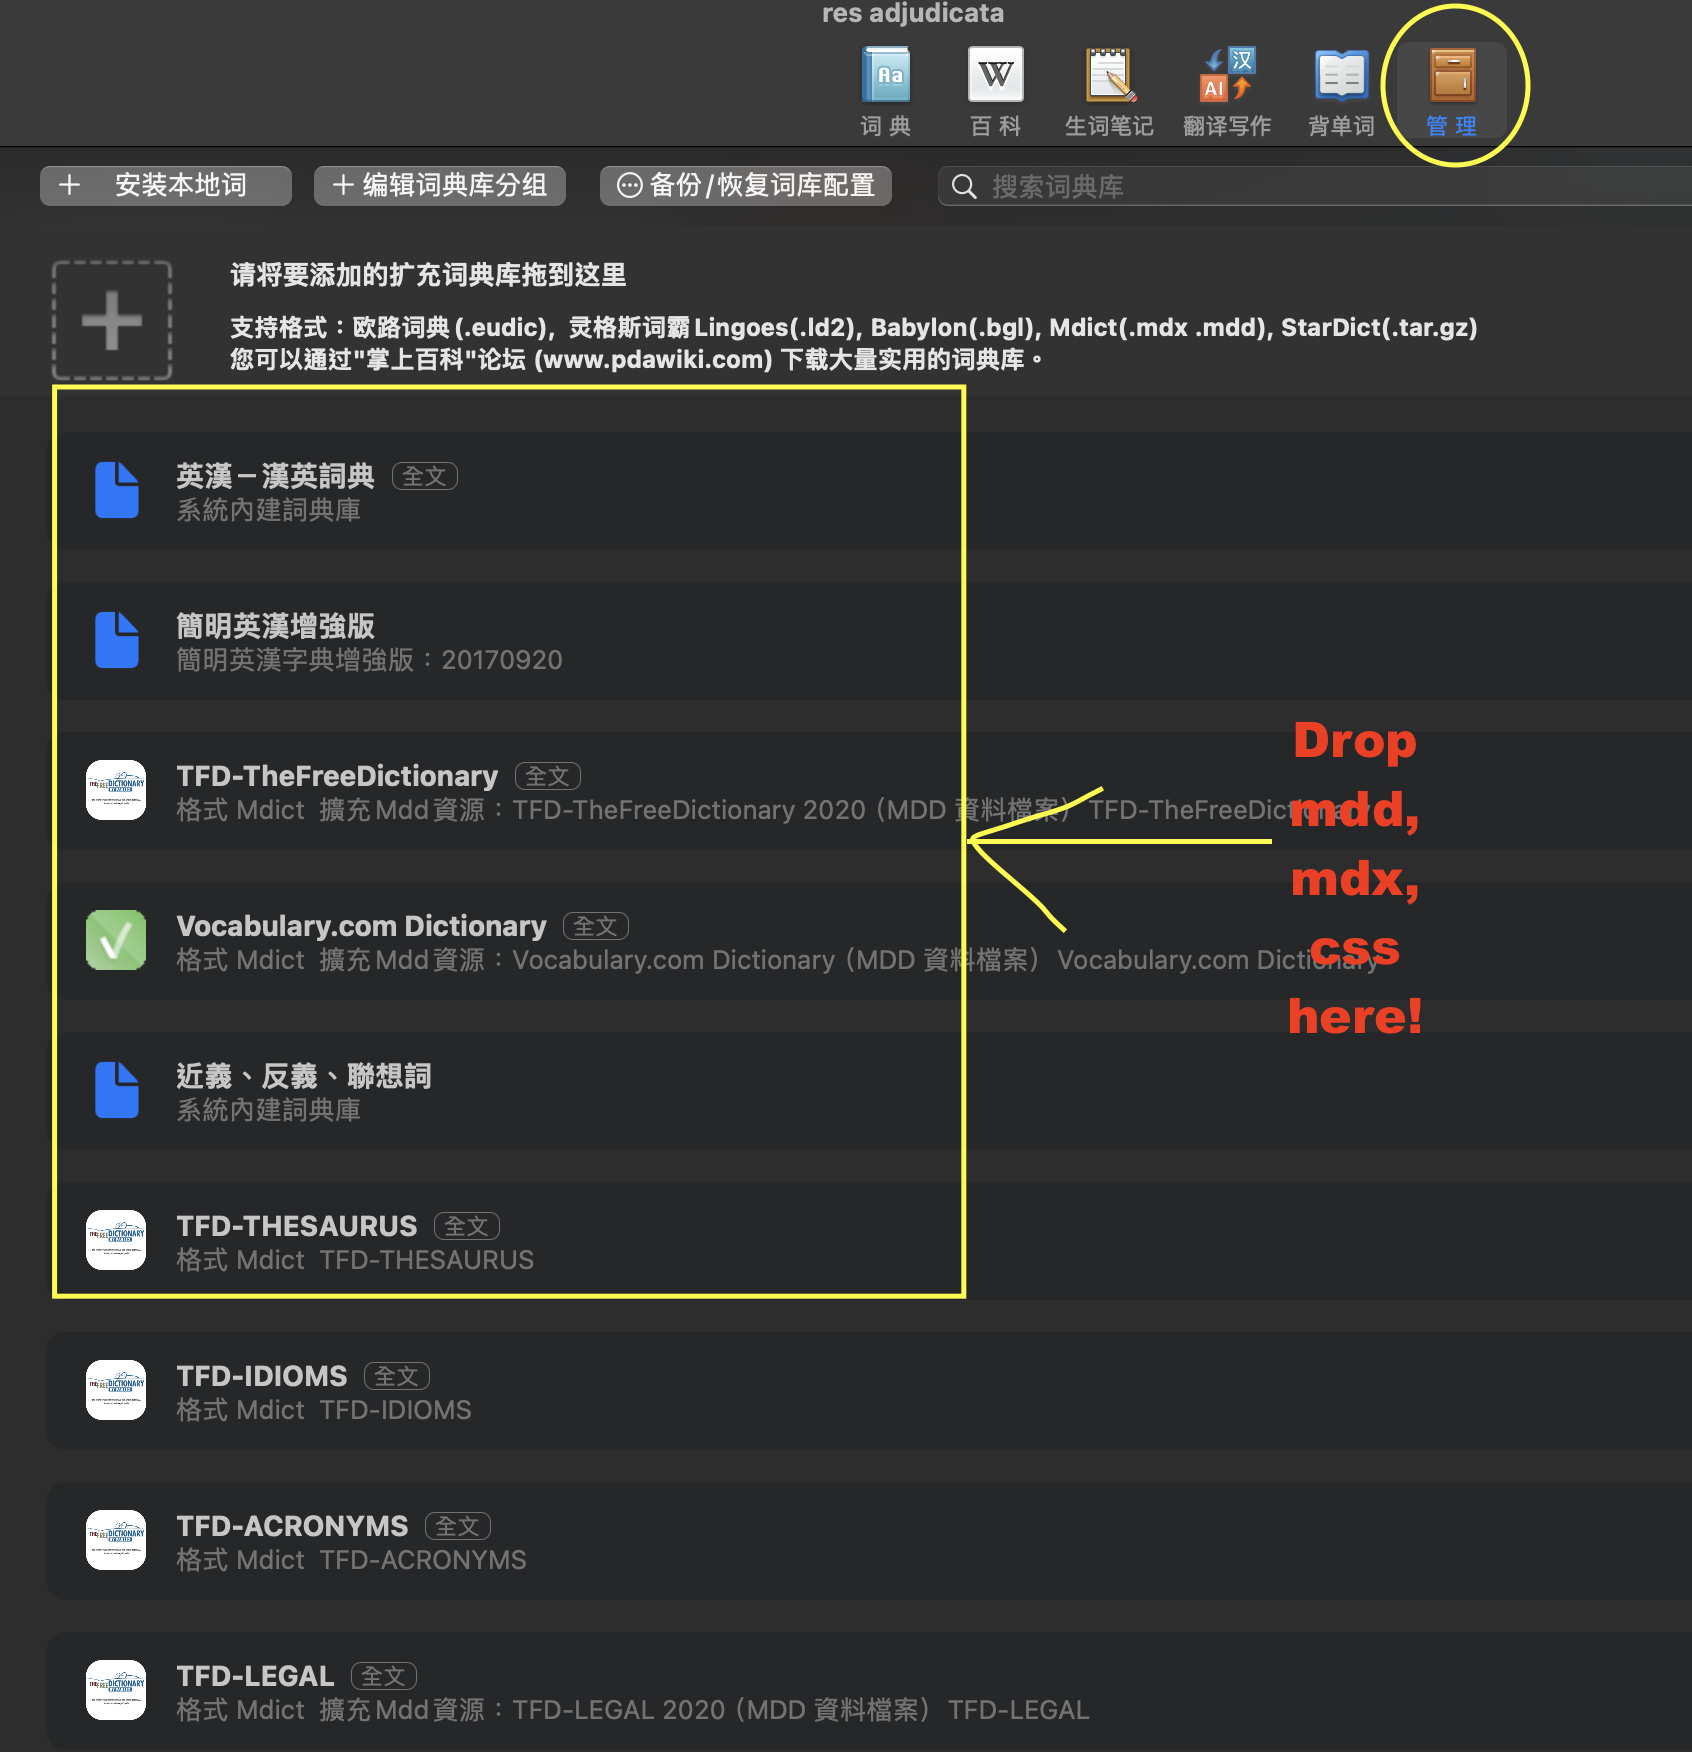 res adjudicata
Aa
W
汉
AI
词 典
百 科
生词笔记
翻译写作
背单词
管 理
安装本地词
编辑词典库分组
备份/恢复词库配置
搜索词典库
请将要添加的扩充词典库拖到这里
支持格式：欧路词典(.eudic), 灵格斯词霸Lingoes(.ld2), Babylon(.bgl), Mdict(.mdx .mdd), StarDict(.tar.gz)
您可以通过"掌上百科"论坛 (www.pdawiki.com) 下载大量实用的词典库。
英漢－漢英詞典 全文
系統內建詞典庫
簡明英漢增強版
簡明英漢字典增強版：20170920
TFD-TheFreeDictionary 全文
格式 Mdict 擴充Mdd資源：TFD-TheFreeDictionary 2020（MDD 資料檔案） TFD-TheFreeDictionary
Vocabulary.com Dictionary 全文
格式 Mdict 擴充Mdd資源：Vocabulary.com Dictionary（MDD 資料檔案） Vocabulary.com Dictionary
近義、反義、聯想詞
系統內建詞典庫
TFD-THESAURUS 全文
格式 Mdict TFD-THESAURUS
TFD-IDIOMS 全文
格式 Mdict TFD-IDIOMS
TFD-ACRONYMS 全文
格式 Mdict TFD-ACRONYMS
TFD-LEGAL 全文
格式 Mdict 擴充Mdd資源：TFD-LEGAL 2020（MDD 資料檔案） TFD-LEGAL
Drop
mdd,
mdx,
css
here!